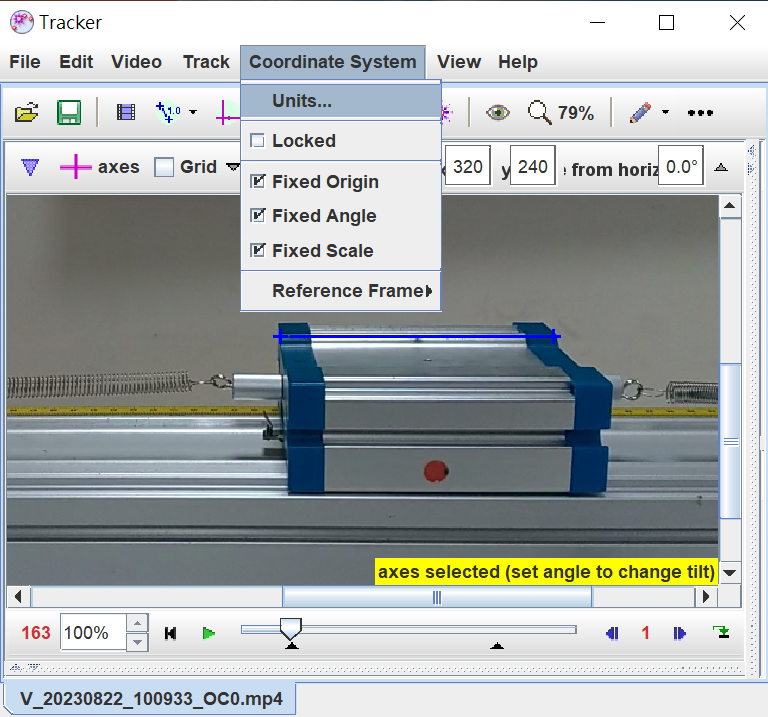 Tracker
File Edit Video Track Coordinate System View Help
Units...
1.0
79%
Locked
axes Grid
320 y 240 from horiz 0.0°
Fixed Origin
Fixed Angle
Fixed Scale
Reference Frame
axes selected (set angle to change tilt)
163 100% 1
V_20230822_100933_OC0.mp4